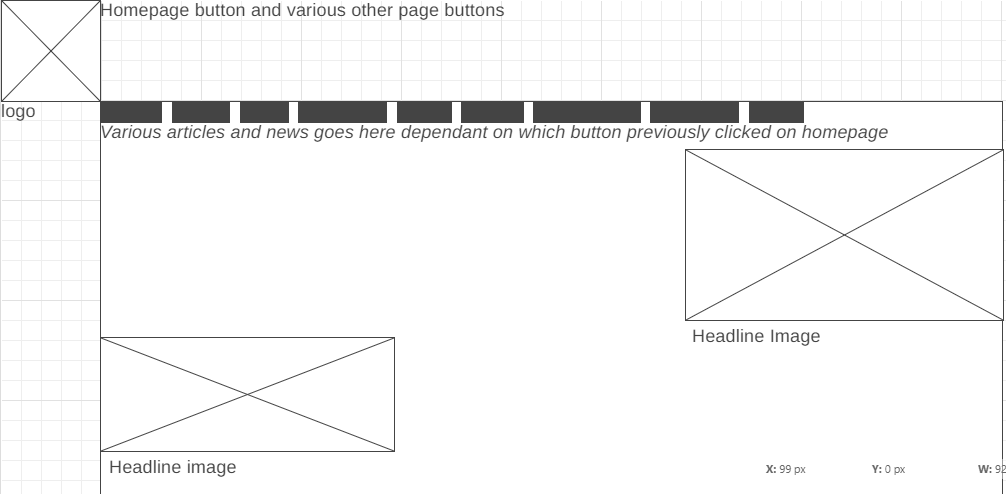 Homepage button and various other page buttons
logo
Various articles and news goes here dependant on which button previously clicked on homepage
Headline Image
Headline image
X: 99 px Y: 0 px W: 92